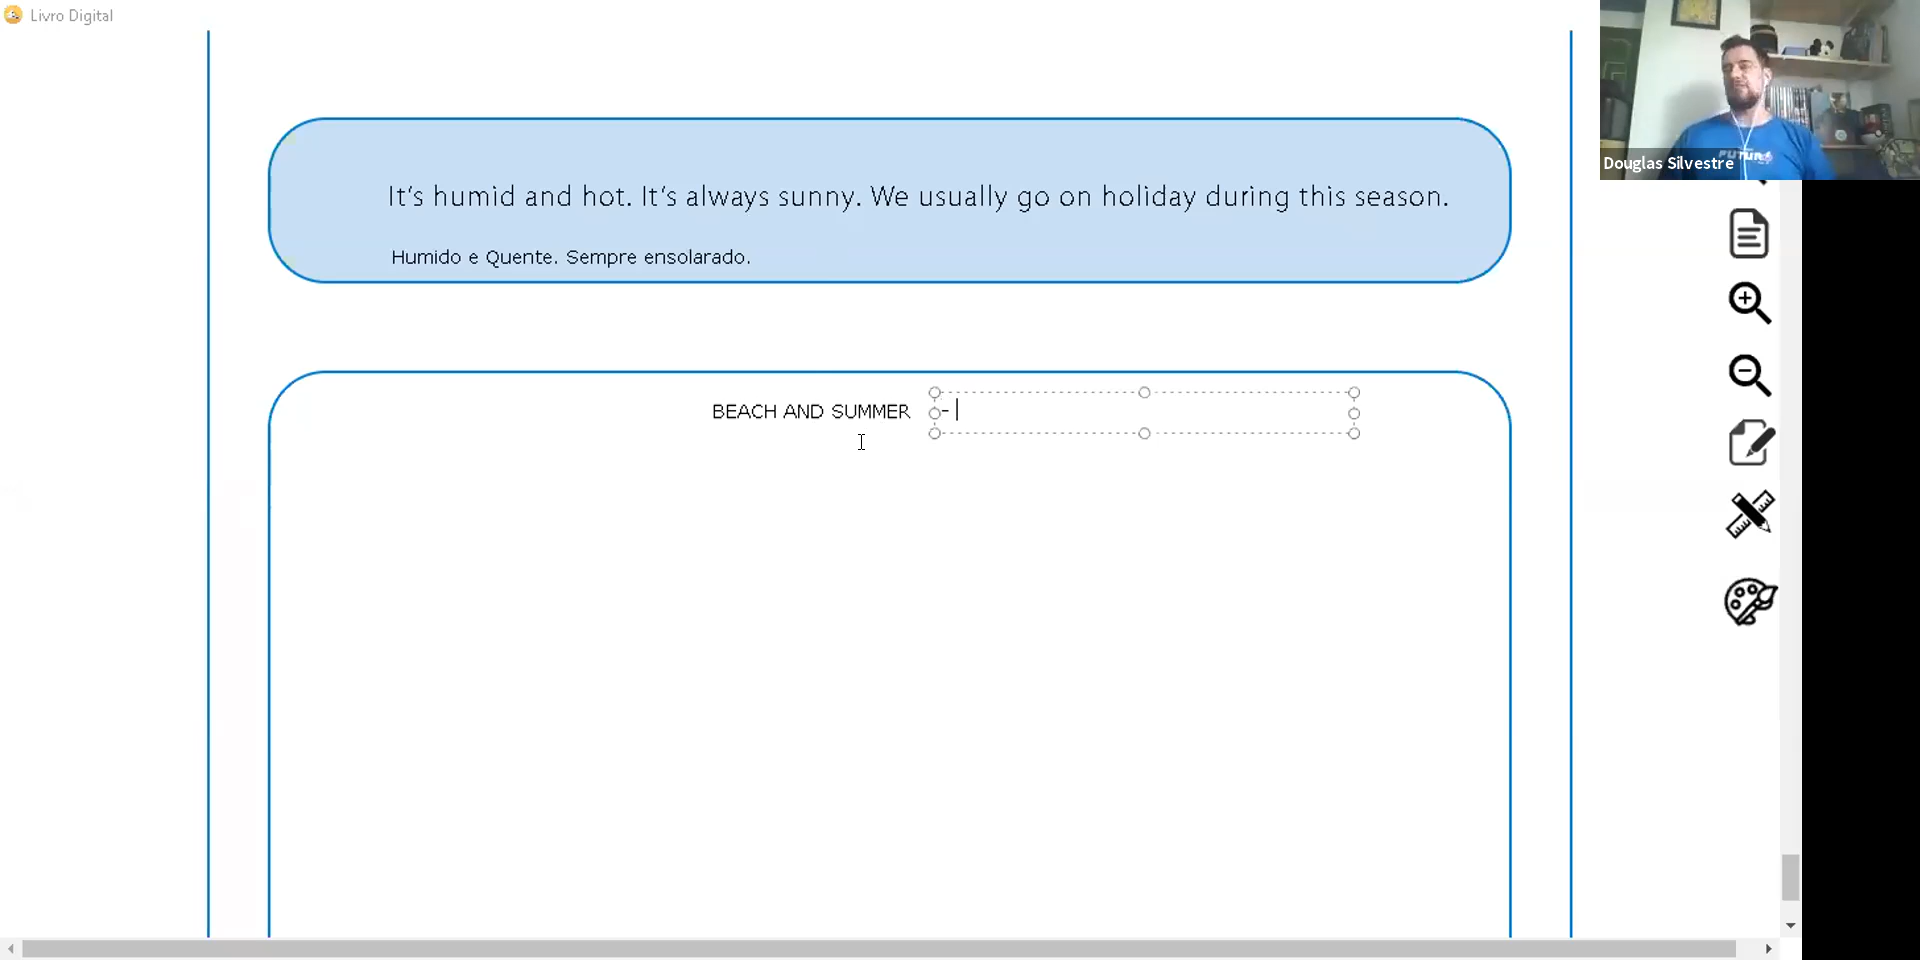 Livro Digital
It's humid and hot. It's always sunny. We usually go on holiday during this season.
Humido e Quente. Sempre ensolarado.
BEACH AND SUMMER -
FUTURO
Douglas Silvestre